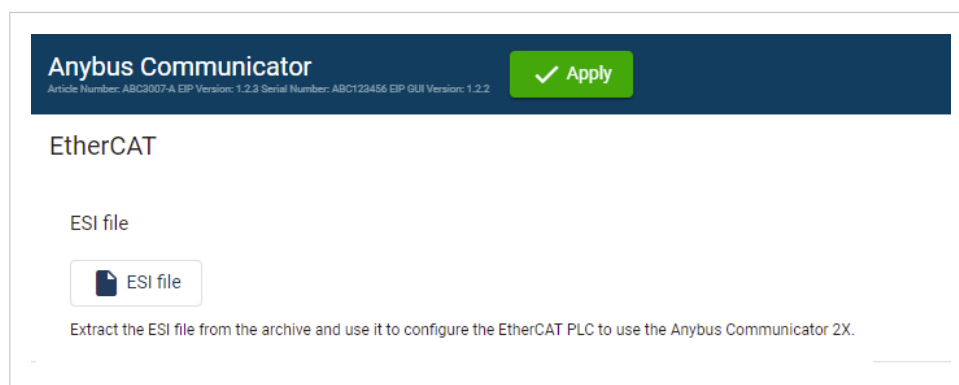 Anybus Communicator
Apply
Article Number: ABC3007-A EIP Version: 1.2.3 Serial Number: ABC123456 EIP GUI Version: 1.2.2
EtherCAT
ESI file
ESI file
Extract the ESI file from the archive and use it to configure the EtherCAT PLC to use the Anybus Communicator 2X.